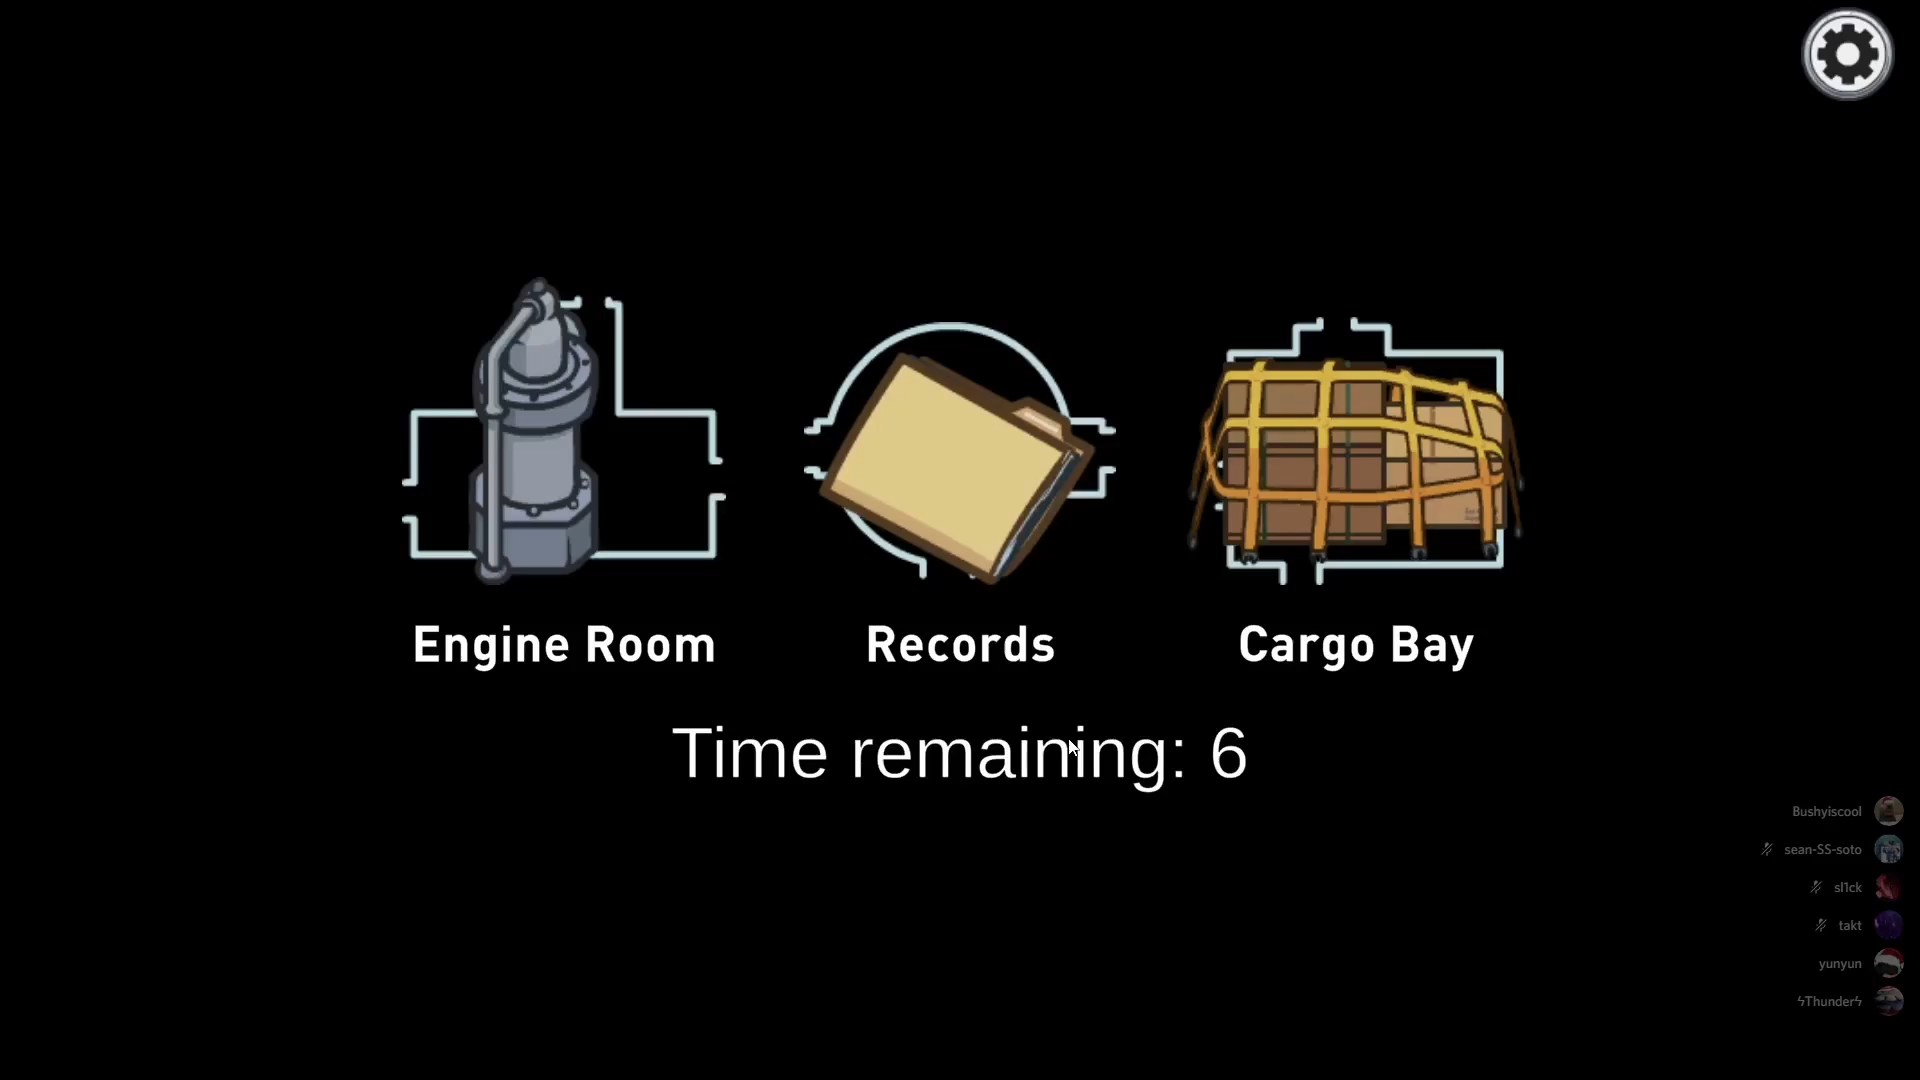 Engine Room
Records
Cargo Bay
Time remaining: 6
Bushyiscool
sean-SS-soto
sl1ck
takt
yunyun
ϟThunderϟ